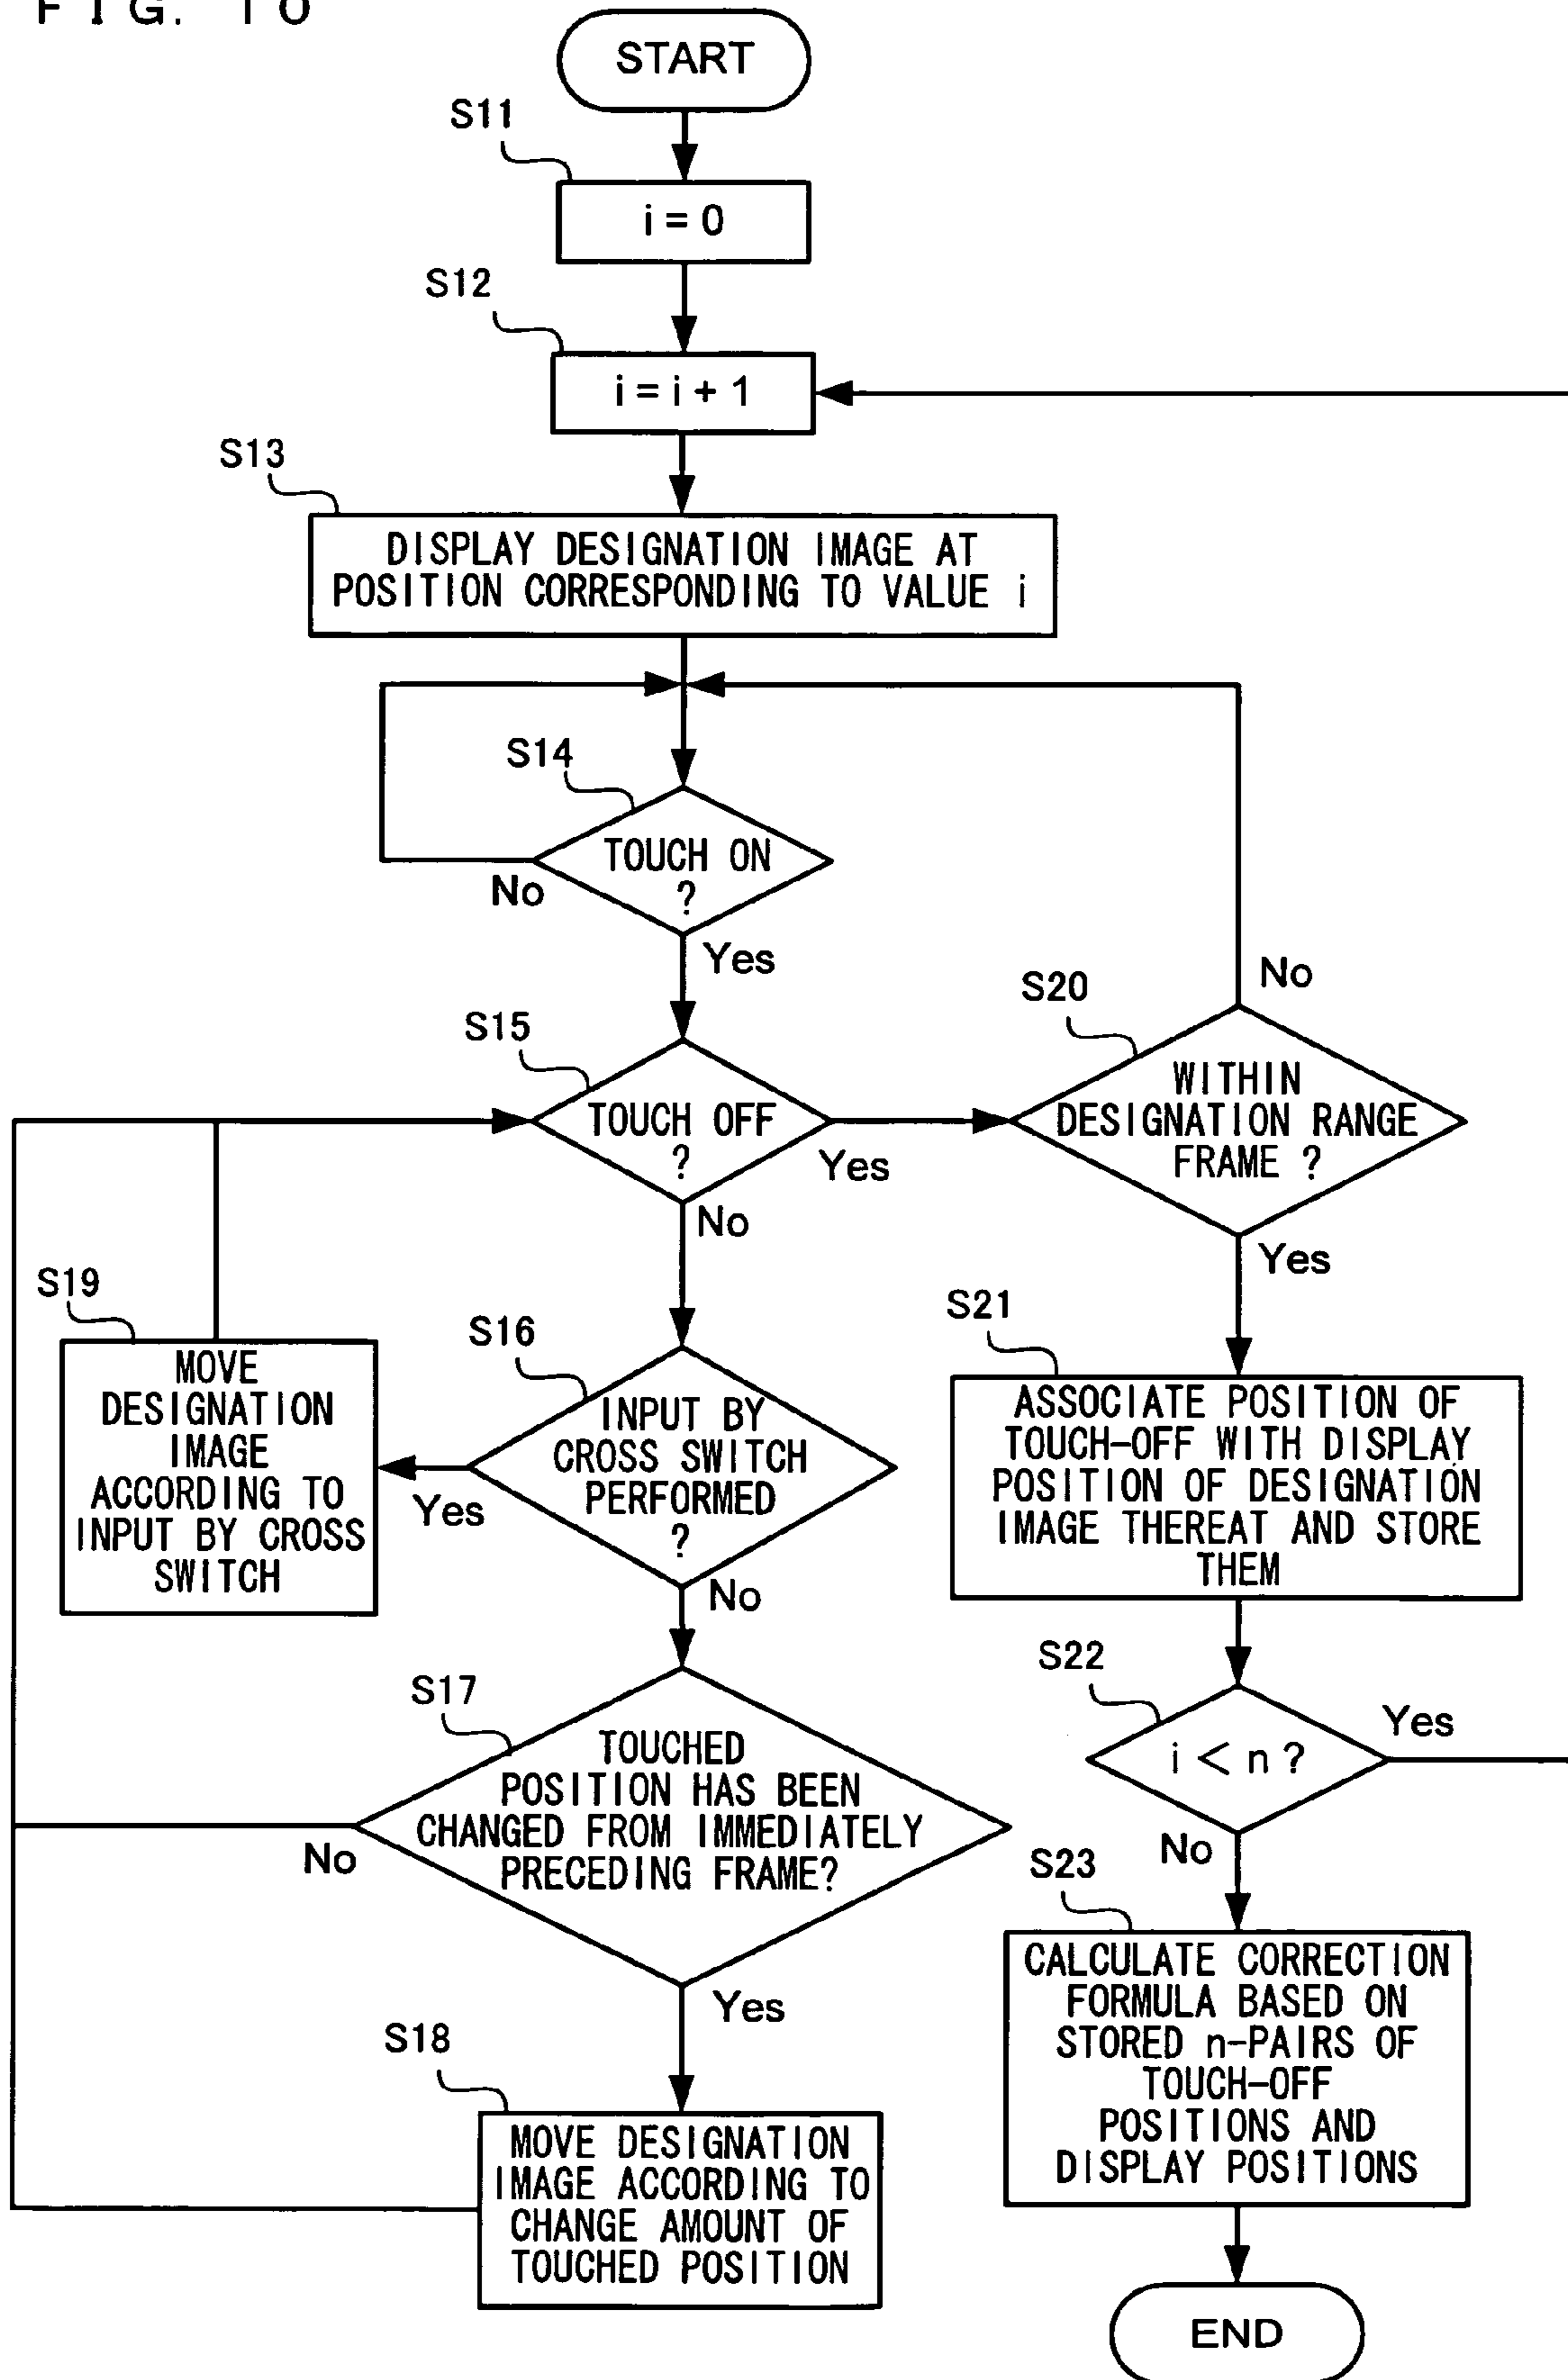 FIG. 10
START
S11
i = 0
S12
i = i + 1
S13
DISPLAY DESIGNATION IMAGE AT
POSITION CORRESPONDING TO VALUE i
S14
TOUCH ON
?
No
Yes
S15
TOUCH OFF
?
Yes
No
S20
No
WITHIN
DESIGNATION RANGE
FRAME ?
Yes
S19
MOVE
DESIGNATION
IMAGE
ACCORDING TO
INPUT BY CROSS
SWITCH
S16
INPUT BY
CROSS SWITCH
PERFORMED
?
Yes
No
S21
ASSOCIATE POSITION OF
TOUCH-OFF WITH DISPLAY
POSITION OF DESIGNATION
IMAGE THEREAT AND STORE
THEM
S17
TOUCHED
POSITION HAS BEEN
CHANGED FROM IMMEDIATELY
PRECEDING FRAME?
No
Yes
S22
i < n ?
Yes
No
S18
MOVE DESIGNATION
IMAGE ACCORDING TO
CHANGE AMOUNT OF
TOUCHED POSITION
S23
CALCULATE CORRECTION
FORMULA BASED ON
STORED n-PAIRS OF
TOUCH-OFF
POSITIONS AND
DISPLAY POSITIONS
END